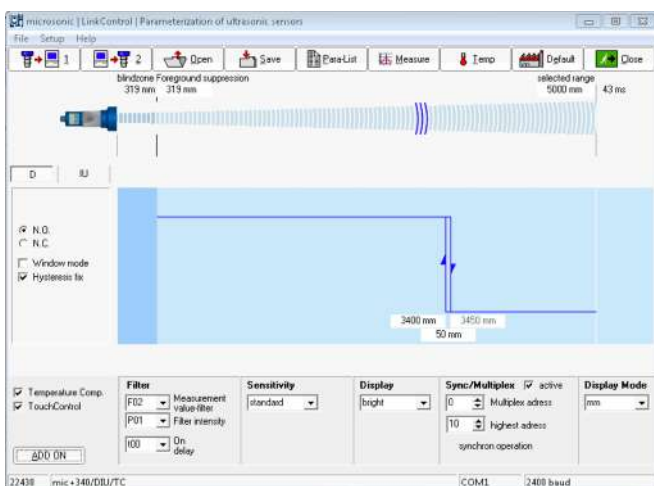 microsonic | LinkControl | Parameterization of ultrasonic sensors
File Setup Help
1 2 Open Save Para-List Measure Temp Default Close
blindzone Foreground suppression selected range
319 mm 319 mm 5000 mm 43 ms
D IU
N.O.
N.C.
Window mode
Hysteresis fix
3400 mm 3450 mm
50 mm
Temperature Comp.
TouchControl
ADD ON
Filter
F02 Measurement value-filter
P01 Filter intensity
t00 On delay
Sensitivity
standard
Display
bright
Sync/Multiplex active
0 Multiplex adress
10 highest adress
synchron operation
Display Mode
mm
22438 mic+340/DIU/TC COM1 2400 baud